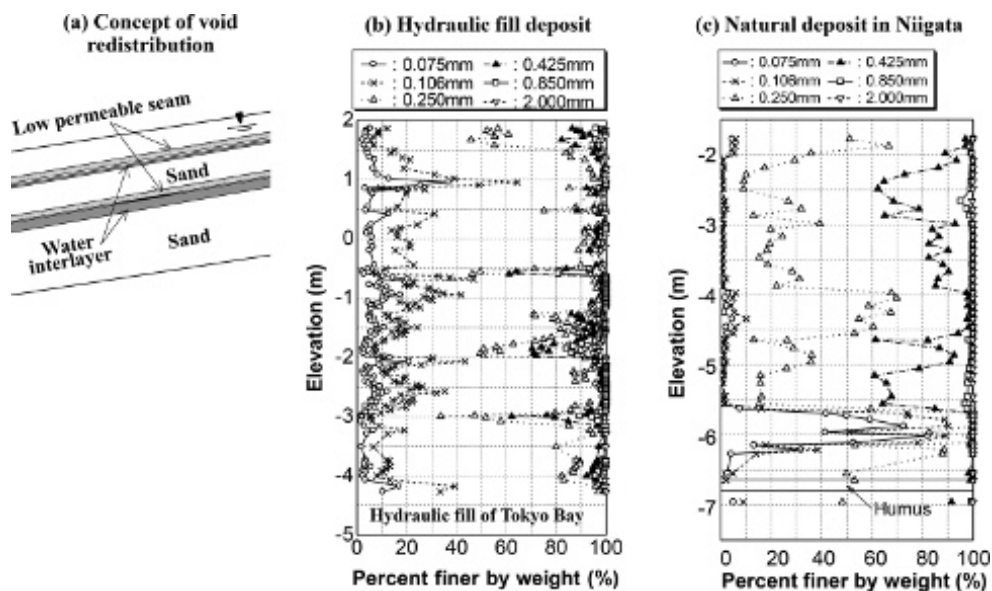 (a) Concept of void
redistribution
Low permeable seam
Sand
Water
interlayer
Sand
(b) Hydraulic fill deposit
: 0.075mm
: 0.425mm
: 0.106mm
: 0.850mm
: 0.250mm
: 2.000mm
2
1
0
-1
-2
-3
-4
-5
Elevation (m)
Hydraulic fill of Tokyo Bay
0 20 40 60 80 100
Percent finer by weight (%)
(c) Natural deposit in Niigata
: 0.075mm
: 0.425mm
: 0.106mm
: 0.850mm
: 0.250mm
: 2.000mm
-2
-3
-4
-5
-6
-7
Elevation (m)
Humus
0 20 40 60 80 100
Percent finer by weight (%)